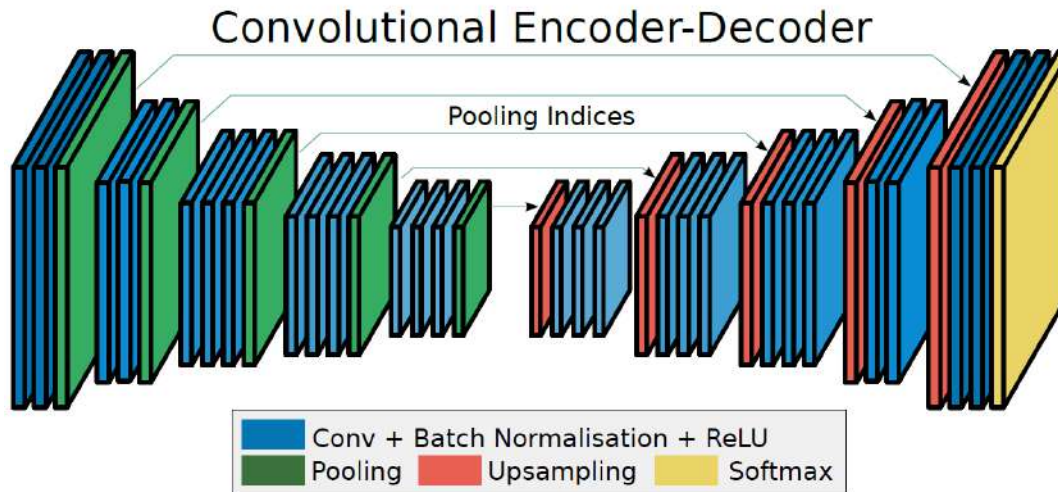 Convolutional Encoder-Decoder
Pooling Indices
Conv + Batch Normalisation + ReLU
Pooling Upsampling Softmax